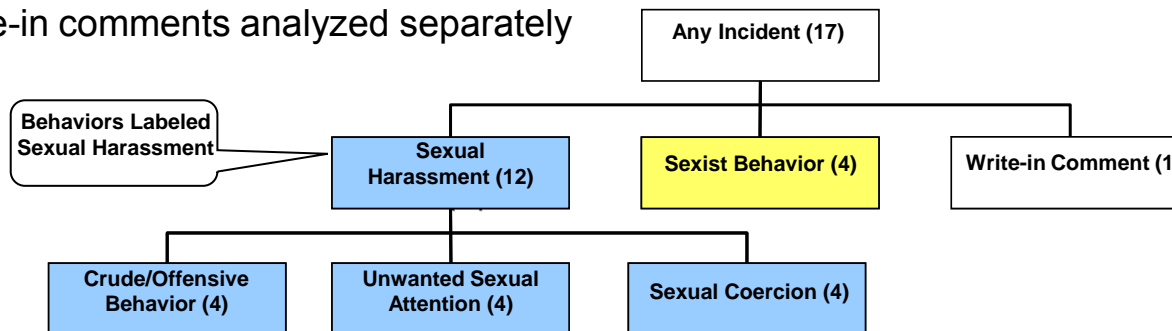 comments analyzed separately
Any Incident (17)
Behaviors Labeled
Sexual Harassment
Sexual
Harassment (12)
Sexist Behavior (4)
Write-in Comment (1
Crude/Offensive
Behavior (4)
Unwanted Sexual
Attention (4)
Sexual Coercion (4)